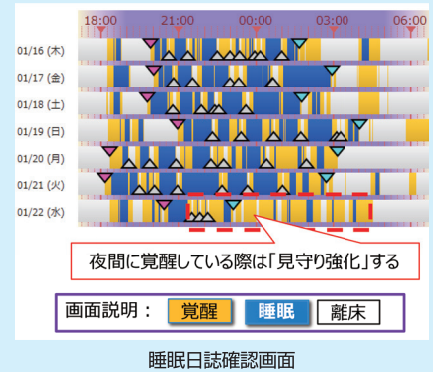 18:00 21:00 00:00 03:00 06:00
01/16 (木)
01/17 (金)
01/18 (土)
01/19 (日)
01/20 (月)
01/21 (火)
01/22 (水)
夜間に覚醒している際は「見守り強化」する
画面説明： 覚醒 睡眠 離床
睡眠日誌確認画面